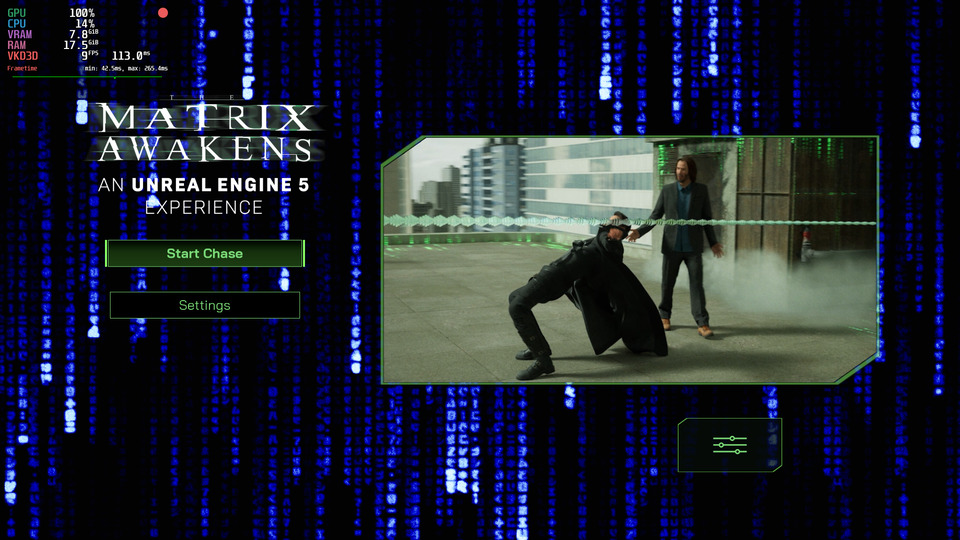 GPU 100%
CPU 14%
VRAM 7.8GiB
RAM 17.5GiB
VKD3D 9FPS 113.0ms
Frametime min: 42.5ms, max: 265.4ms
THE
MATRIX
AWAKENS
AN UNREAL ENGINE 5
EXPERIENCE
Start Chase
Settings